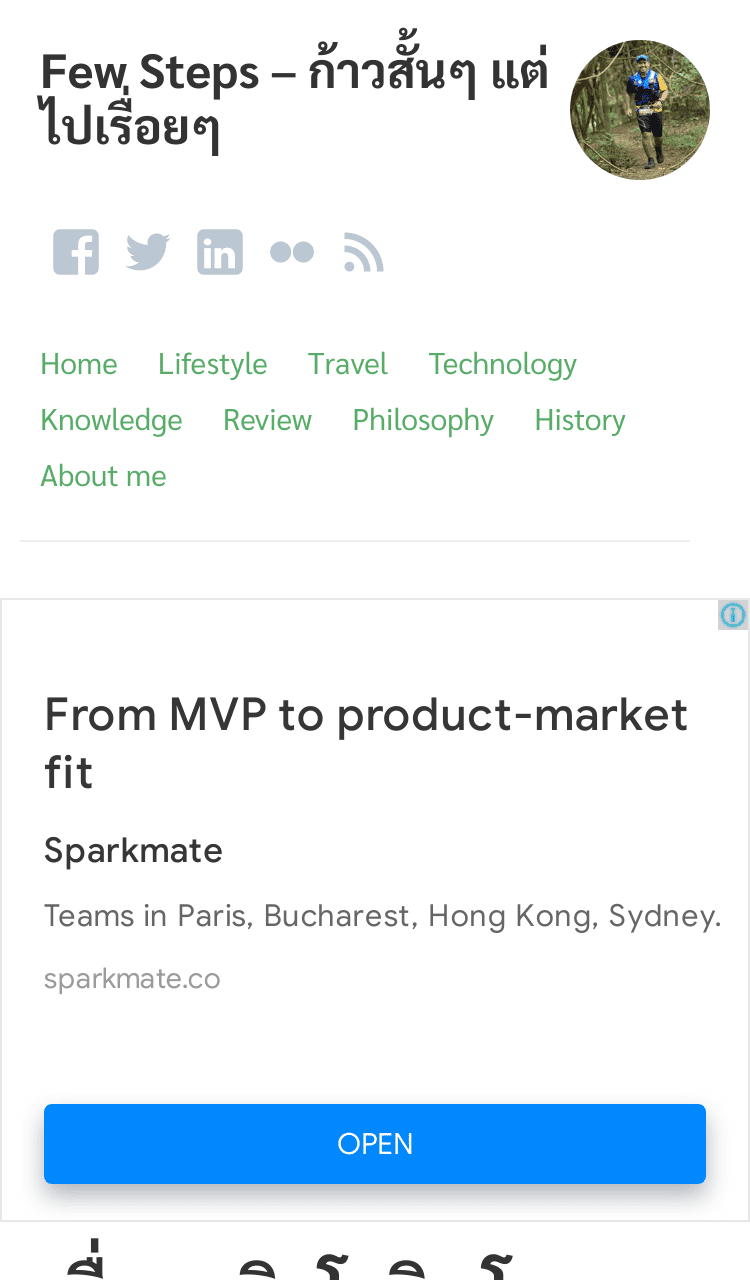 Few Steps – ก้าวสั้นๆ แต่
ไปเรื่อยๆ
Home Lifestyle Travel Technology
Knowledge Review Philosophy History
About me
From MVP to product-market
fit
Sparkmate
Teams in Paris, Bucharest, Hong Kong, Sydney.
sparkmate.co
OPEN